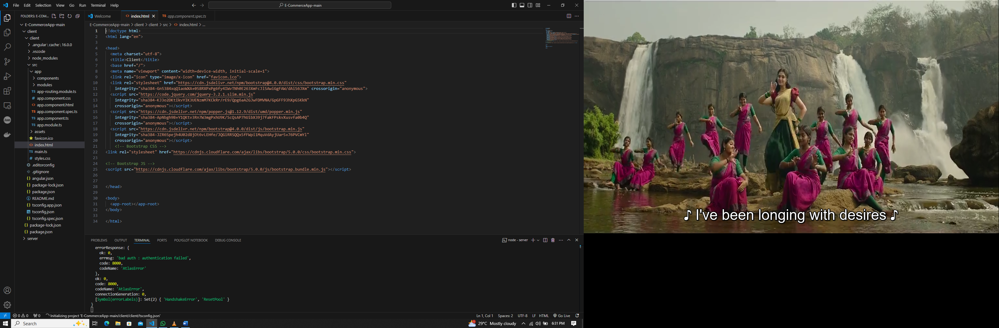 File Edit Selection View Go Run Terminal Help
E-CommerceApp-main
FOLDERS: E-COM...
E-CommerceApp-main
client
client
.angular\cache\16.0.0
.vscode
node_modules
src
app
components
modules
TS app-routing.module.ts
# app.component.css
<> app.component.html
TS app.component.spec.ts
TS app.component.ts
TS app.module.ts
assets
favicon.ico
<> index.html
TS main.ts
# styles.css
.editorconfig
.gitignore
{} angular.json
{} package-lock.json
{} package.json
README.md
{} tsconfig.app.json
tsconfig.json
{} tsconfig.spec.json
{} package-lock.json
{} package.json
server
Json
Welcome <> index.html TS app.component.spec.ts
E-CommerceApp-main > client > client > src > <> index.html > ...
1 <!doctype html>
2 <html lang="en">
3
4 <head>
5 <meta charset="utf-8">
6 <title>Client</title>
7 <base href="/">
8 <meta name="viewport" content="width=device-width, initial-scale=1">
9 <link rel="icon" type="image/x-icon" href="favicon.ico">
10 <link rel="stylesheet" href="https://cdn.jsdelivr.net/npm/bootstrap@4.0.0/dist/css/bootstrap.min.css"
11 integrity="sha384-Gn5384xqQ1aoWXA+058RXPxPg6fy4IWvTNh0E263XmFcJlSAwiGgFAW/dAiS6JXm" crossorigin="anonymous">
12 <script src="https://code.jquery.com/jquery-3.2.1.slim.min.js"
13 integrity="sha384-KJ3o2DKtIkvYIK3UENzmM7KCkRr/rE9/Qpg6aAZGJwFDMVNA/GpGFF93hXpG5KkN"
14 crossorigin="anonymous"></script>
15 <script src="https://cdn.jsdelivr.net/npm/popper.js@1.12.9/dist/umd/popper.min.js"
16 integrity="sha384-ApNbgh9B+Y1QKtv3Rn7W3mgPxhU9K/ScQsAP7hUibX39j7fakFPskvXusvfa0b4Q"
17 crossorigin="anonymous"></script>
18 <script src="https://cdn.jsdelivr.net/npm/bootstrap@4.0.0/dist/js/bootstrap.min.js"
19 integrity="sha384-JZR6Spejh4U02d8jOt6vLEHfe/JQGiRRSQQxSfFWpi1MquVdAyjUar5+76PVCmYl"
20 crossorigin="anonymous"></script>
21 <!-- Bootstrap CSS -->
22 <link rel="stylesheet" href="https://cdnjs.cloudflare.com/ajax/libs/bootstrap/5.0.0/css/bootstrap.min.css">
23
24 <!-- Bootstrap JS -->
25 <script src="https://cdnjs.cloudflare.com/ajax/libs/bootstrap/5.0.0/js/bootstrap.bundle.min.js"></script>
26
27
28 </head>
29
30 <body>
31 <app-root></app-root>
32 </body>
33
34 </html>
PROBLEMS OUTPUT TERMINAL PORTS POLYGLOT NOTEBOOK DEBUG CONSOLE
node - server
errorResponse: {
ok: 0,
errmsg: 'bad auth : authentication failed',
code: 8000,
codeName: 'AtlasError'
},
ok: 0,
code: 8000,
codeName: 'AtlasError',
connectionGeneration: 0,
[Symbol(errorLabels)]: Set(2) { 'HandshakeError', 'ResetPool' }
}
0 0 0 Initializing project 'E-CommerceApp-main/client/client/tsconfig.json'
Ln 1, Col 1 Spaces: 2 UTF-8 LF HTML Go Live
Search
29°C Mostly cloudy 6:31 PM
♪ I've been longing with desires ♪